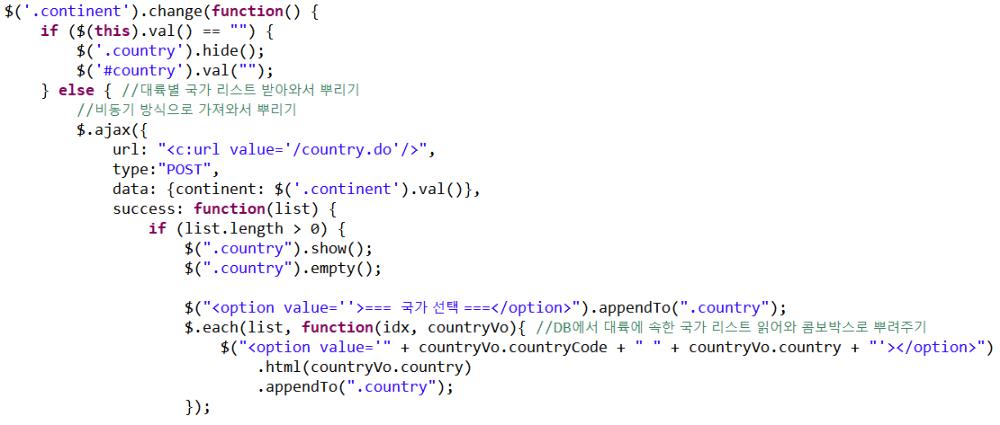 $('.continent').change(function() {
    if ($(this).val() == "") {
        $('.country').hide();
        $('#country').val("");
    } else { //대륙별 국가 리스트 받아와서 뿌리기
        //비동기 방식으로 가져와서 뿌리기
        $.ajax({
            url: "<c:url value='/country.do'/>",
            type:"POST",
            data: {continent: $('.continent').val()},
            success: function(list) {
                if (list.length > 0) {
                    $(".country").show();
                    $(".country").empty();

                    $("<option value=''>=== 국가 선택 ===</option>").appendTo(".country");
                    $.each(list, function(idx, countryVo){ //DB에서 대륙에 속한 국가 리스트 읽어와 콤보박스로 뿌려주기
                        $("<option value='" + countryVo.countryCode + " " + countryVo.country + "'></option>")
                            .html(countryVo.country)
                            .appendTo(".country");
                    });